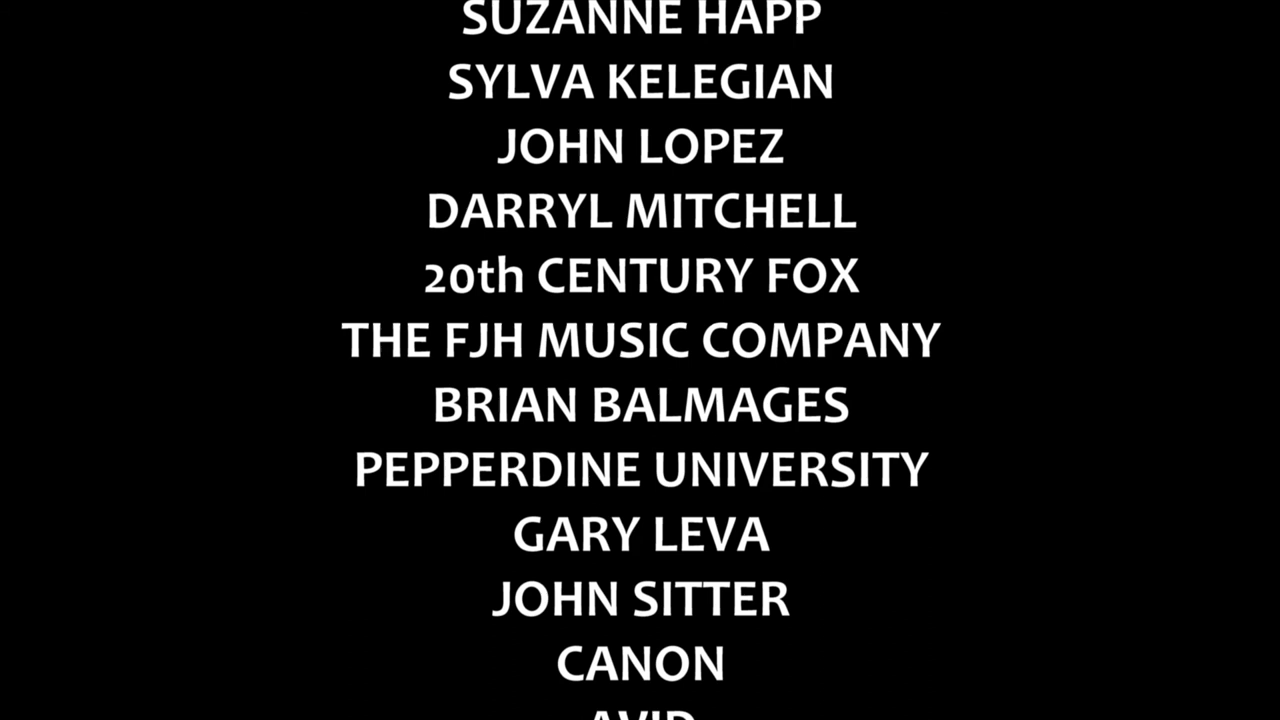 SUZANNE HAPP
SYLVA KELEGIAN
JOHN LOPEZ
DARRYL MITCHELL
20th CENTURY FOX
THE FJH MUSIC COMPANY
BRIAN BALMAGES
PEPPERDINE UNIVERSITY
GARY LEVA
JOHN SITTER
CANON
AVID